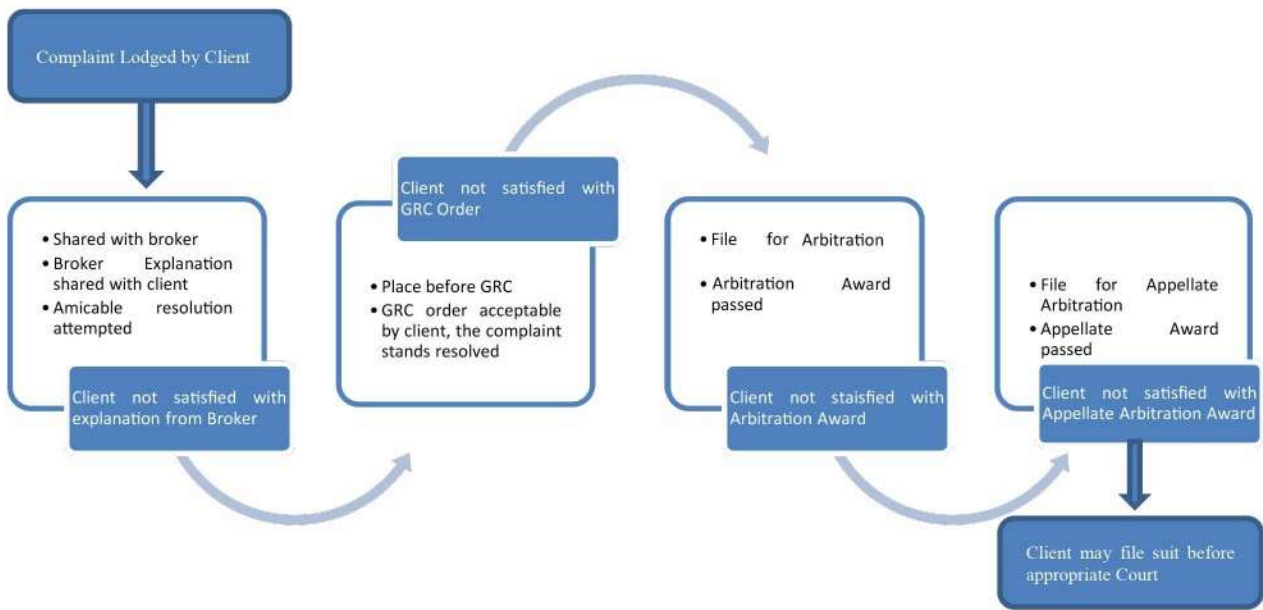 Complaint Lodged by Client
• Shared with broker
• Broker Explanation
shared with client
• Amicable resolution
attempted
Client not satisfied with
explanation from Broker
Client not satisfied with
GRC Order
• Place before GRC
• GRC order acceptable
by client, the complaint
stands resolved
• File for Arbitration
• Arbitration Award
passed
Client not staisfied with
Arbitration Award
• File for Appellate
Arbitration
• Appellate Award
passed
Client not satisfied with
Appellate Arbitration Award
Client may file suit before
appropriate Court